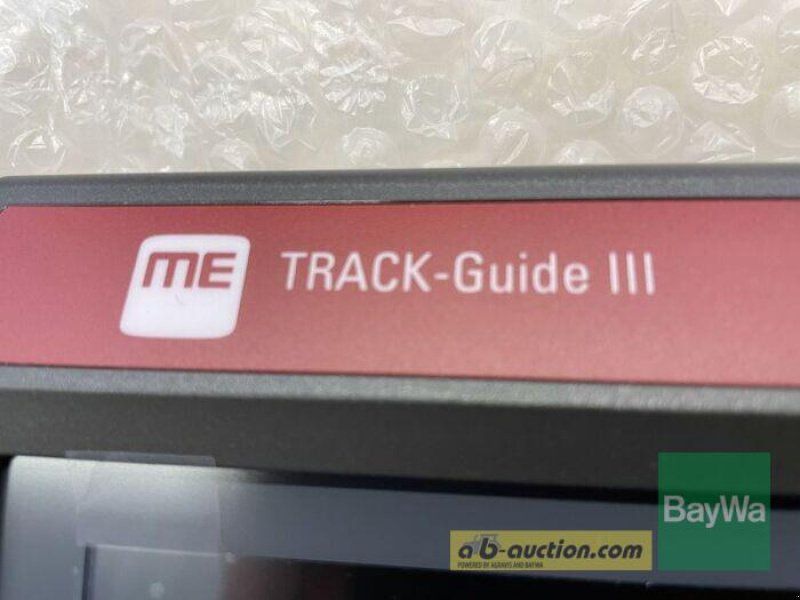 ME TRACK-Guide III
BayWa
ab-auction.com
POWERED BY AGRAVIS AND BAYWA